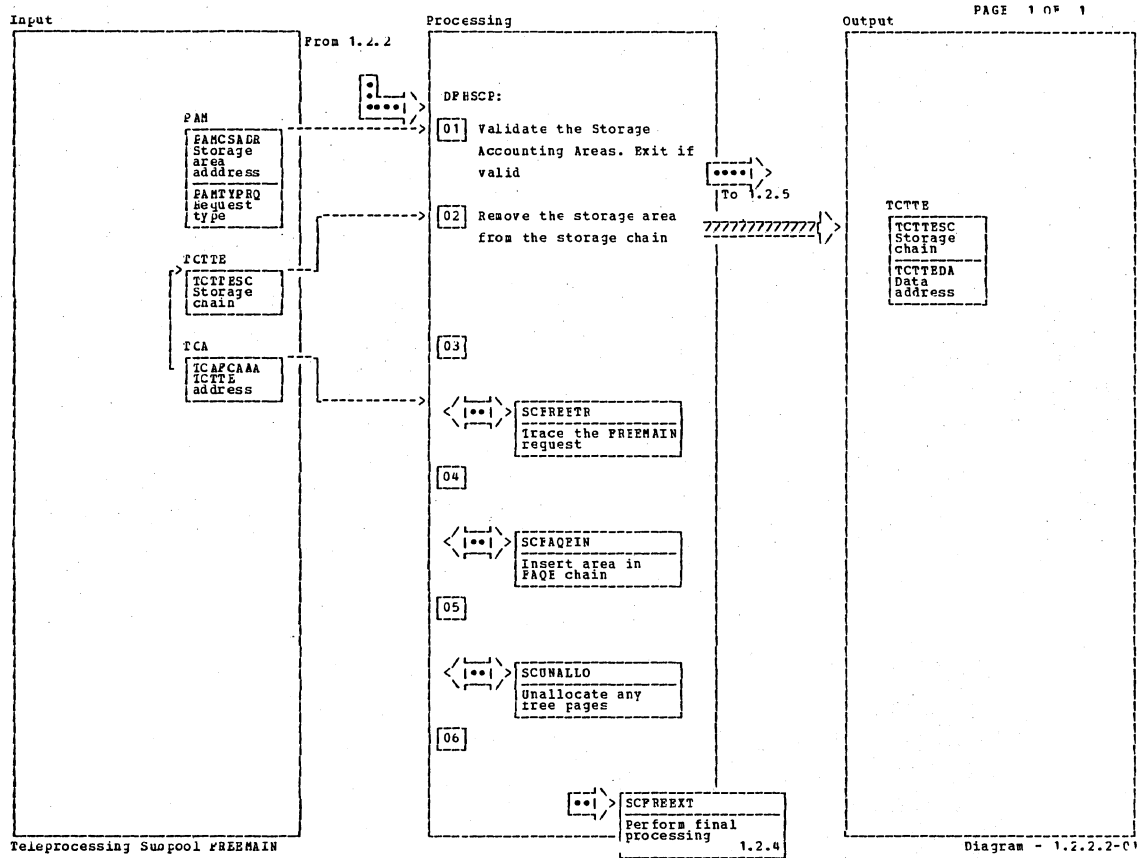 PAGE 1 OF 1
Input
Processing
Output
From 1.2.2
DFHSCP:
FAM
FAMCSADR
Storage
area
adddress
FAMTYPRQ
Request
type
01 Validate the Storage
Accounting Areas. Exit if
valid
To 1.2.5
02 Remove the storage area
from the storage chain
TCTTE
TCTTESC
Storage
chain
TCTTEDA
Data
address
TCTTE
TCTTESC
Storage
chain
TCA
TCAFCAAA
TCTTE
address
03
SCFREETR
Trace the FREEMAIN
request
04
SCFAQEIN
Insert area in
FAQE chain
05
SCUNALLO
Unallocate any
free pages
06
SCFREEXT
Perform final
processing
1.2.4
Teleprocessing Subpool FREEMAIN
Diagram - 1.2.2.2-01